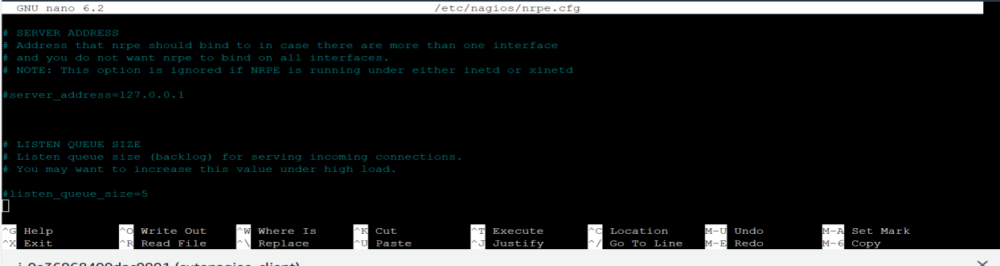 GNU nano 6.2 /etc/nagios/nrpe.cfg
# SERVER ADDRESS
# Address that nrpe should bind to in case there are more than one interface
# and you do not want nrpe to bind on all interfaces.
# NOTE: This option is ignored if NRPE is running under either inetd or xinetd
#server_address=127.0.0.1
# LISTEN QUEUE SIZE
# Listen queue size (backlog) for serving incoming connections.
# You may want to increase this value under high load.
#listen_queue_size=5
^G Help ^O Write Out ^W Where Is ^K Cut ^T Execute ^C Location M-U Undo M-A Set Mark
^X Exit ^R Read File ^\ Replace ^U Paste ^J Justify ^/ Go To Line M-E Redo M-6 Copy